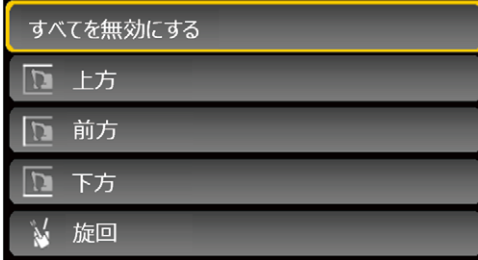 すべてを無効にする
上方
前方
下方
旋回